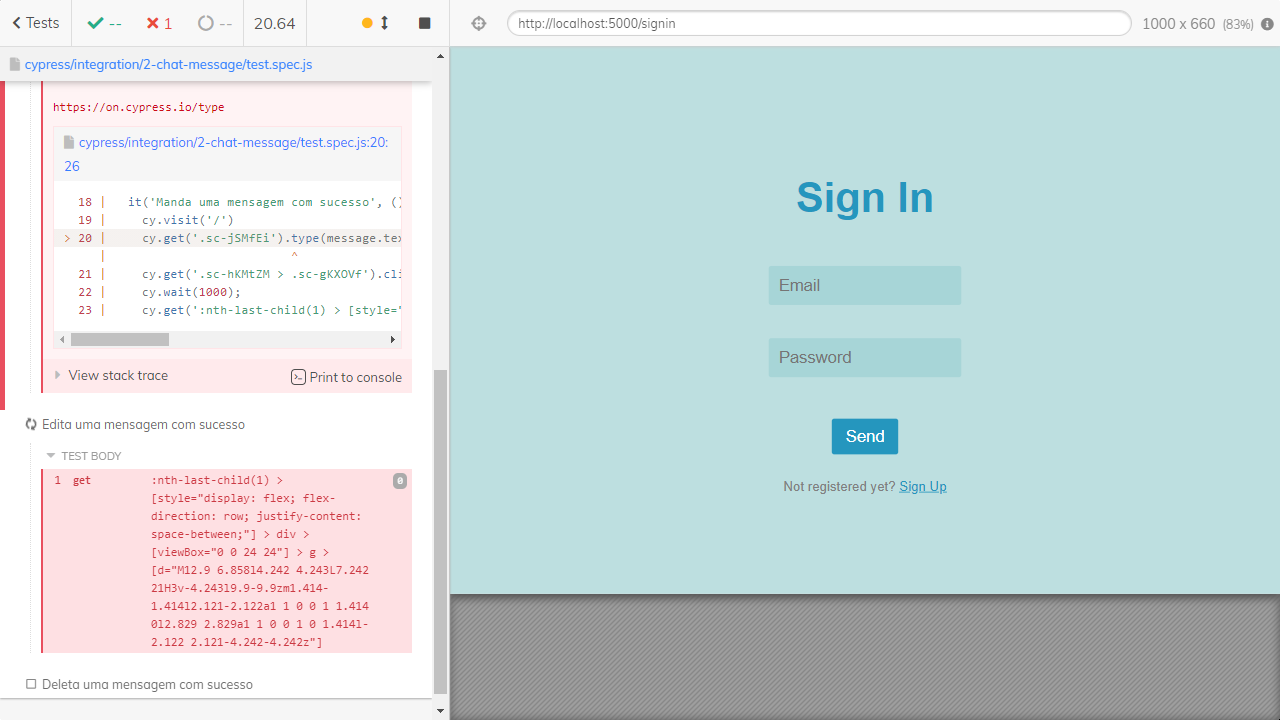 Tests
--
1
--
20.64
http://localhost:5000/signin
1000 x 660 (83%)
cypress/integration/2-chat-message/test.spec.js
https://on.cypress.io/type
cypress/integration/2-chat-message/test.spec.js:20:
26
18 | it('Manda uma mensagem com sucesso', ()
19 | cy.visit('/')
> 20 | cy.get('.sc-jSMfEi').type(message.tex
| ^
21 | cy.get('.sc-hKMtZM > .sc-gKXOVf').cli
22 | cy.wait(1000);
23 | cy.get(':nth-last-child(1) > [style="
View stack trace
Print to console
Edita uma mensagem com sucesso
TEST BODY
1 get :nth-last-child(1) > 0
[style="display: flex; flex-
direction: row; justify-content:
space-between;"] > div >
[viewBox="0 0 24 24"] > g >
[d="M12.9 6.858l4.242 4.243L7.242
21H3v-4.243l9.9-9.9zm1.414-
1.414l2.121-2.122a1 1 0 0 1 1.414
0l2.829 2.829a1 1 0 0 1 0 1.414l-
2.122 2.121-4.242-4.242z"]
Deleta uma mensagem com sucesso
Sign In
Email
Password
Send
Not registered yet? Sign Up